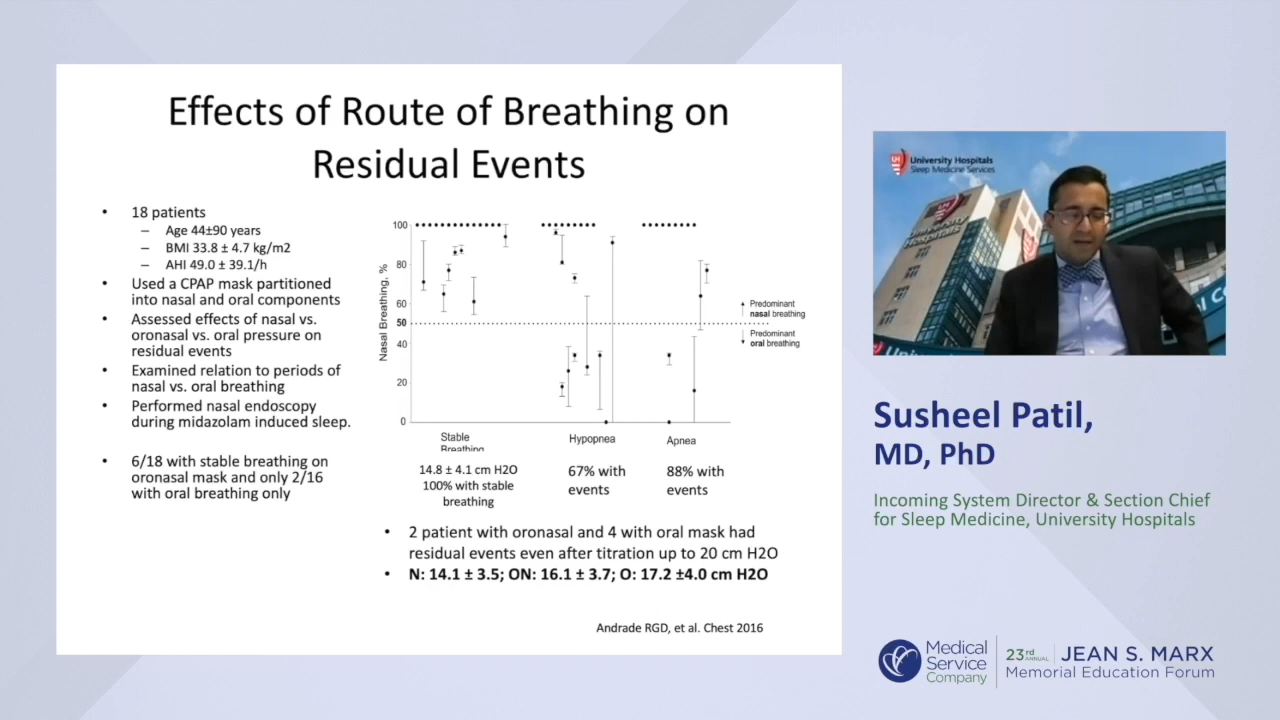 Effects of Route of Breathing on
Residual Events
• 18 patients
– Age 44±90 years
– BMI 33.8 ± 4.7 kg/m2
– AHI 49.0 ± 39.1/h
• Used a CPAP mask partitioned
into nasal and oral components
• Assessed effects of nasal vs.
oronasal vs. oral pressure on
residual events
• Examined relation to periods of
nasal vs. oral breathing
• Performed nasal endoscopy
during midazolam induced sleep.
• 6/18 with stable breathing on
oronasal mask and only 2/16
with oral breathing only
Nasal Breathing, %
100
80
60
50
40
20
0
Predominant
nasal breathing
Predominant
oral breathing
Stable
Breathing
Hypopnea
Apnea
14.8 ± 4.1 cm H2O
100% with stable
breathing
67% with
events
88% with
events
• 2 patient with oronasal and 4 with oral mask had
residual events even after titration up to 20 cm H2O
• N: 14.1 ± 3.5; ON: 16.1 ± 3.7; O: 17.2 ±4.0 cm H2O
Andrade RGD, et al. Chest 2016
UH
University Hospitals
Sleep Medicine Services
University
Hospitals
Susheel Patil,
MD, PhD
Incoming System Director & Section Chief
for Sleep Medicine, University Hospitals
Medical
Service
Company
23rd ANNUAL JEAN S. MARX
Memorial Education Forum